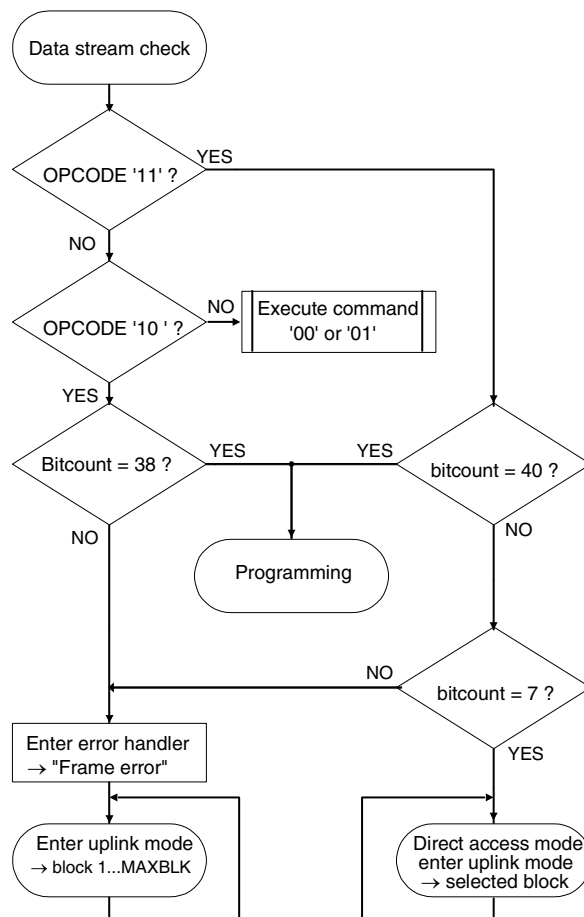 Data stream check
YES
OPCODE '11' ?
NO
NO
Execute command
'00' or '01'
OPCODE '10 ' ?
YES
YES
YES
Bitcount = 38 ?
bitcount = 40 ?
NO
NO
Programming
NO
bitcount = 7 ?
Enter error handler
→ "Frame error"
YES
Enter uplink mode
→ block 1...MAXBLK
Direct access mode
enter uplink mode
→ selected block